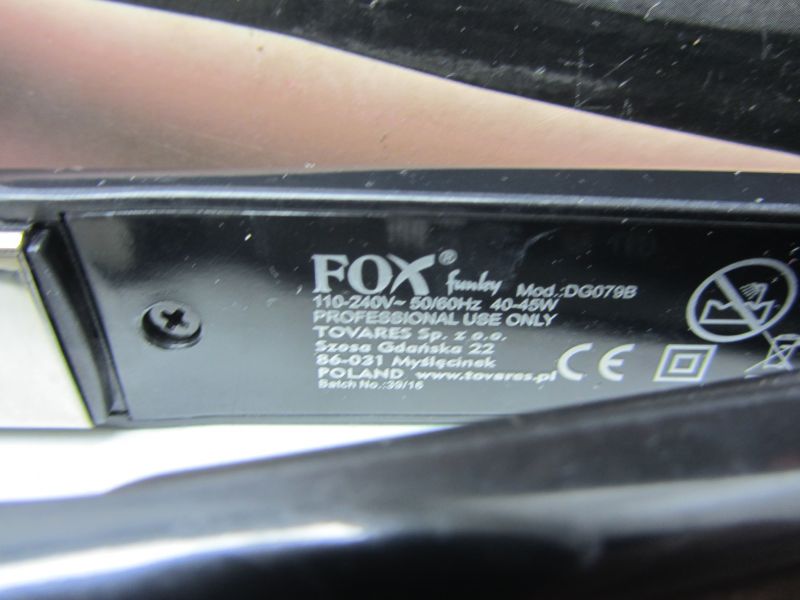 FOX® funky Mod.:DG079B
110-240V~ 50/60Hz 40-45W
PROFESSIONAL USE ONLY
TOVARES Sp. z o.o.
Szosa Gdańska 22
86-031 Myślęcinek
POLAND www.tovares.pl
Batch No.:39/16
CE